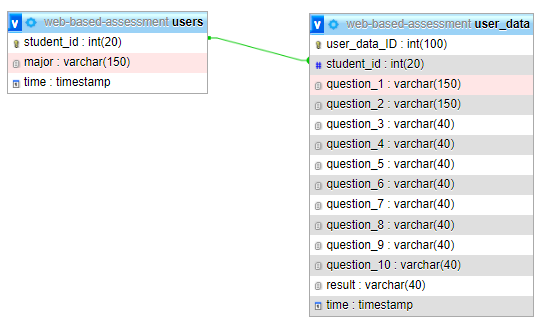 web-based-assessment users
student_id : int(20)
major : varchar(150)
time : timestamp
web-based-assessment user_data
user_data_ID : int(100)
student_id : int(20)
question_1 : varchar(150)
question_2 : varchar(150)
question_3 : varchar(40)
question_4 : varchar(40)
question_5 : varchar(40)
question_6 : varchar(40)
question_7 : varchar(40)
question_8 : varchar(40)
question_9 : varchar(40)
question_10 : varchar(40)
result : varchar(40)
time : timestamp